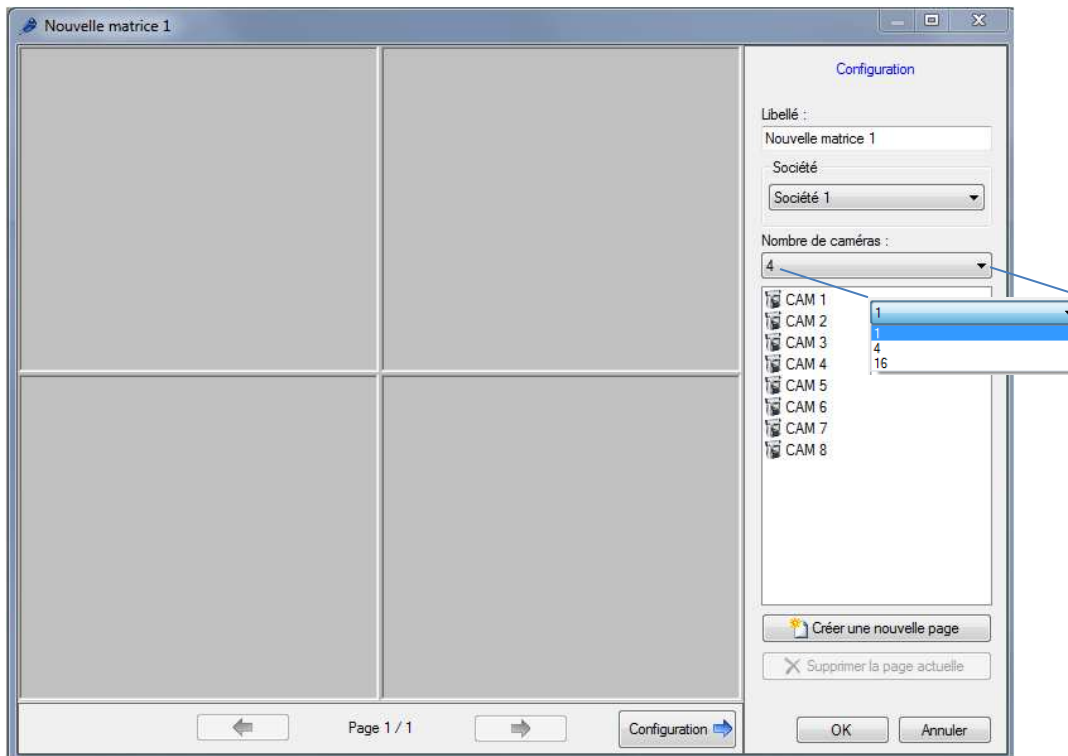 Nouvelle matrice 1
Configuration
Libellé :
Nouvelle matrice 1
Société
Société 1
Nombre de caméras :
4
CAM 1
CAM 2
CAM 3
CAM 4
CAM 5
CAM 6
CAM 7
CAM 8
1
1
4
16
Créer une nouvelle page
Supprimer la page actuelle
Page 1 / 1
Configuration
OK
Annuler